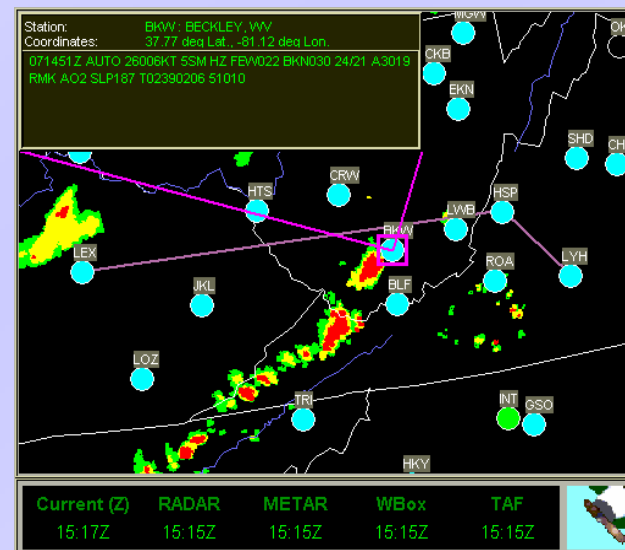 Station: BKW : BECKLEY, WV
Coordinates: 37.77 deg Lat., -81.12 deg Lon.
071451Z AUTO 26006KT 5SM HZ FEW022 BKN030 24/21 A3019
RMK AO2 SLP187 T02390206 51010
MGW
OK
CKB
EKN
SHD
CH
CRW
HTS
HSP
LWB
BKW
LEX
ROA
LYH
JKL
BLF
LOZ
TRI
INT
GSO
HKY
Current (Z) RADAR METAR WBox TAF
15:17Z 15:15Z 15:15Z 15:15Z 15:15Z